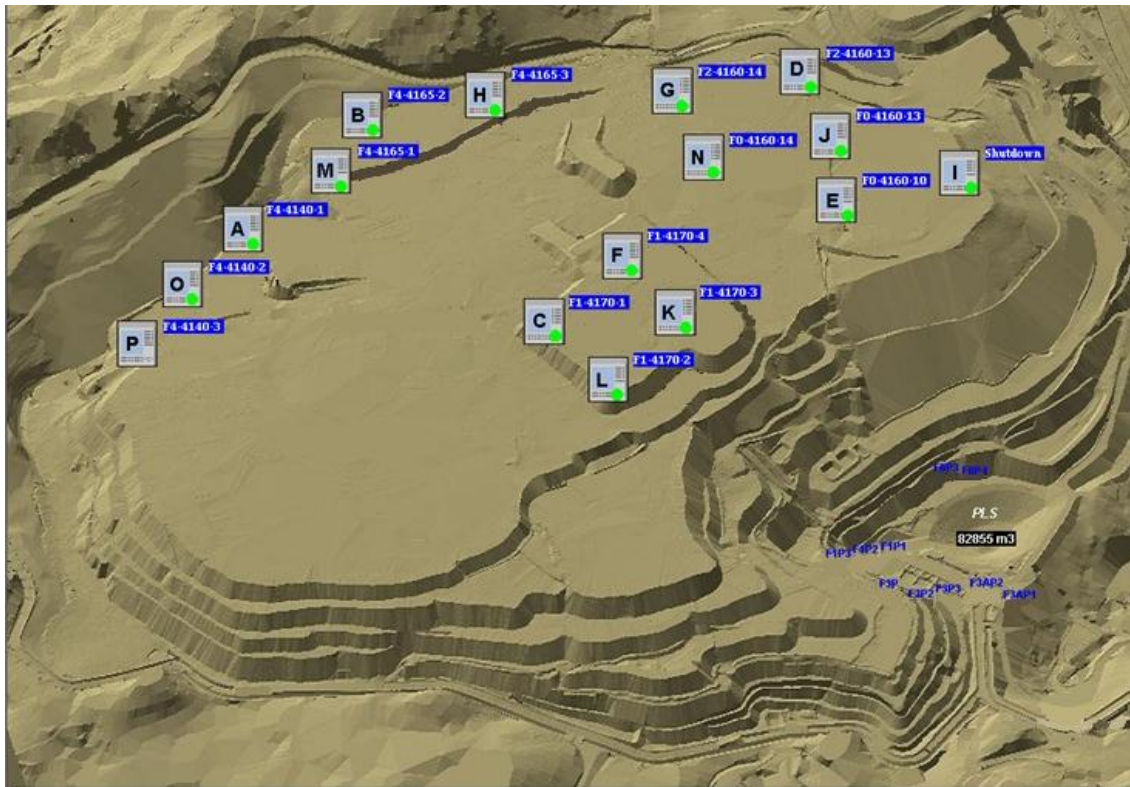 D F2-4160-13
H F4-4165-3
G F2-4160-14
B F4-4165-2
J F0-4160-13
M F4-4165-1
N F0-4160-14
I Shutdown
E F0-4160-10
A F4-4140-1
F F1-4170-4
O F4-4140-2
K F1-4170-3
C F1-4170-1
P F4-4140-3
L F1-4170-2
PLS
82855 m3
F1P3 F4P2 F1P1
F3P F3P2 F3P3 F3AP2 F3AP1